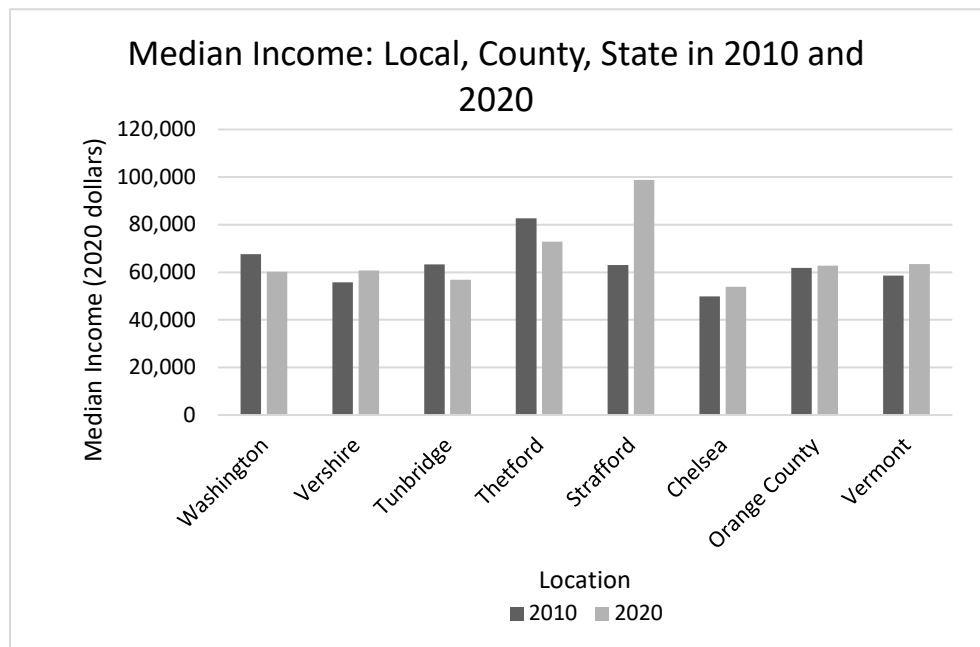 Median Income: Local, County, State in 2010 and
2020
Median Income (2020 dollars)
120,000
100,000
80,000
60,000
40,000
20,000
0
Washington
Vershire
Tunbridge
Thetford
Strafford
Chelsea
Orange County
Vermont
Location
2010 2020